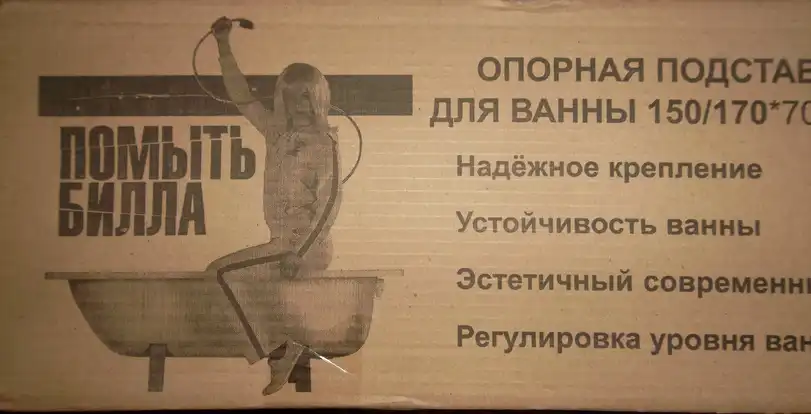 ПОМЫТЬ
БИЛЛА
ОПОРНАЯ ПОДСТАВ
ДЛЯ ВАННЫ 150/170*70
Надёжное крепление
Устойчивость ванны
Эстетичный современн
Регулировка уровня ван